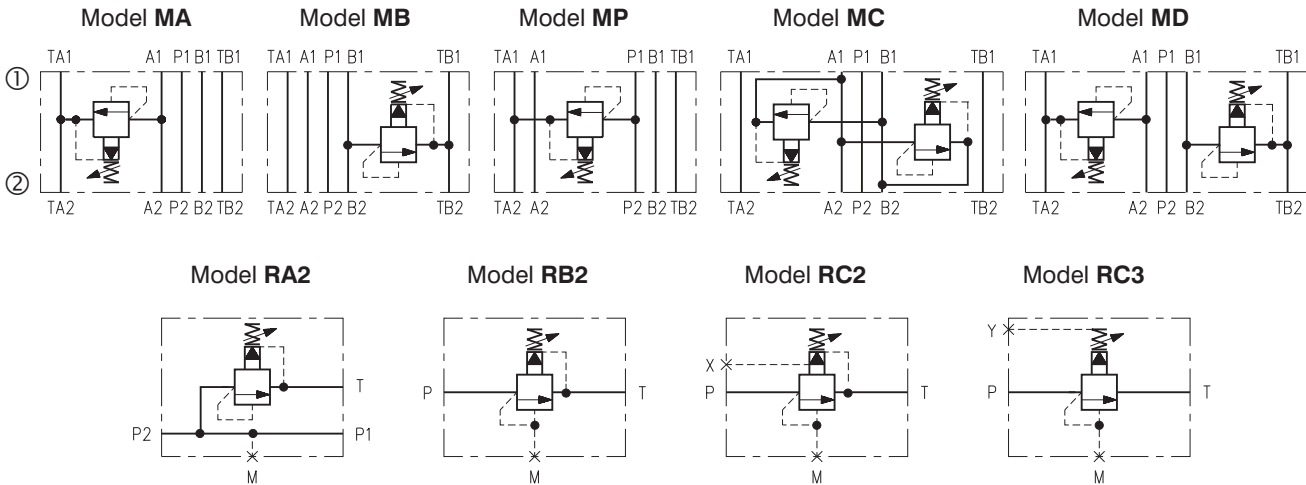 Model MA Model MB Model MP Model MC Model MD
TA1 A1 P1 B1 TB1 TA1 A1 P1 B1 TB1 TA1 A1 P1 B1 TB1 TA1 A1 P1 B1 TB1 TA1 A1 P1 B1 TB1
①
②
TA2 A2 P2 B2 TB2 TA2 A2 P2 B2 TB2 TA2 A2 P2 B2 TB2 TA2 A2 P2 B2 TB2 TA2 A2 P2 B2 TB2
Model RA2 Model RB2 Model RC2 Model RC3
Y
X
T P T P T P T
P2 P1
M M M M